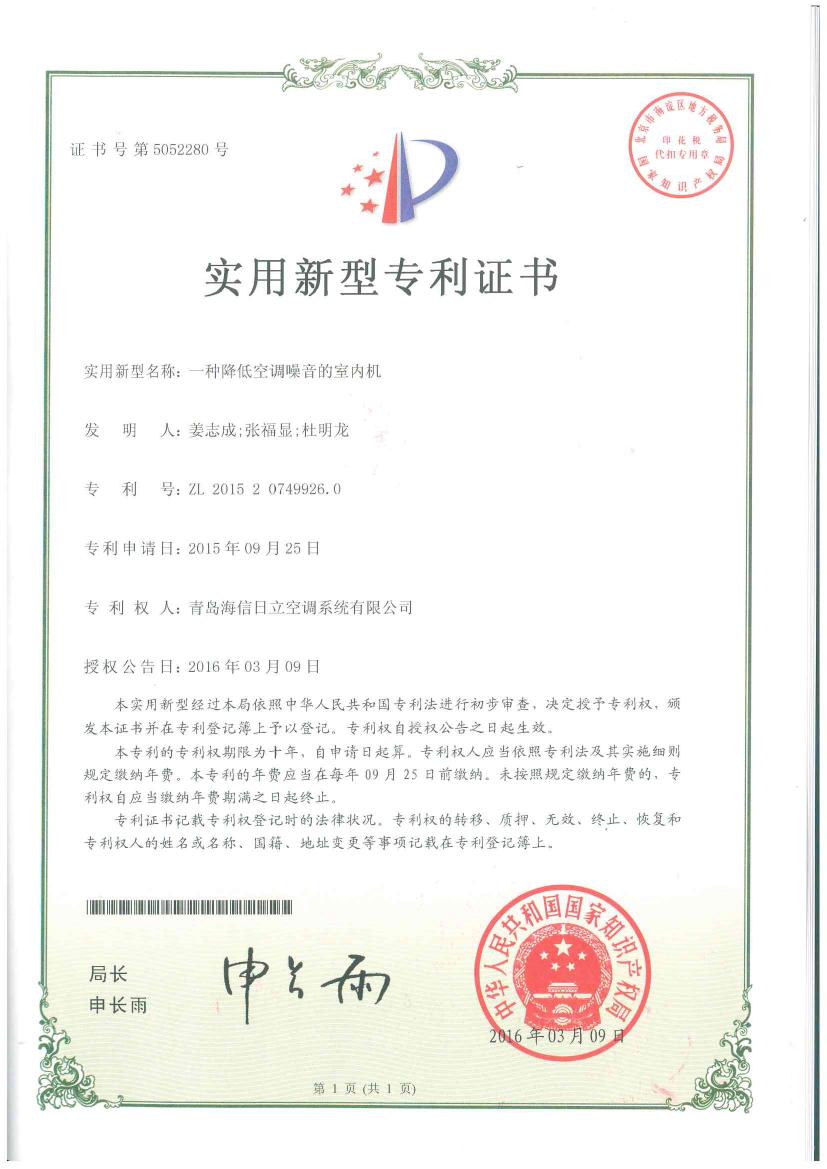 证书号第5052280号
北京市海淀区地方税务局
印花税
代扣专用章
国家知识产权局
实用新型专利证书
实用新型名称：一种降低空调噪音的室内机
发明人：姜志成;张福显;杜明龙
专利号：ZL 2015 2 0749926.0
专利申请日：2015年09月25日
专利权人：青岛海信日立空调系统有限公司
授权公告日：2016年03月09日
本实用新型经过本局依照中华人民共和国专利法进行初步审查，决定授予专利权，颁
发本证书并在专利登记簿上予以登记。专利权自授权公告之日起生效。
本专利的专利权期限为十年，自申请日起算。专利权人应当依照专利法及其实施细则
规定缴纳年费。本专利的年费应当在每年09月25日前缴纳。未按照规定缴纳年费的，专
利权自应当缴纳年费期满之日起终止。
专利证书记载专利权登记时的法律状况。专利权的转移、质押、无效、终止、恢复和
专利权人的姓名或名称、国籍、地址变更等事项记载在专利登记簿上。
局长
申长雨
申长雨
中华人民共和国国家知识产权局
2016年03月09日
第1页(共1页)